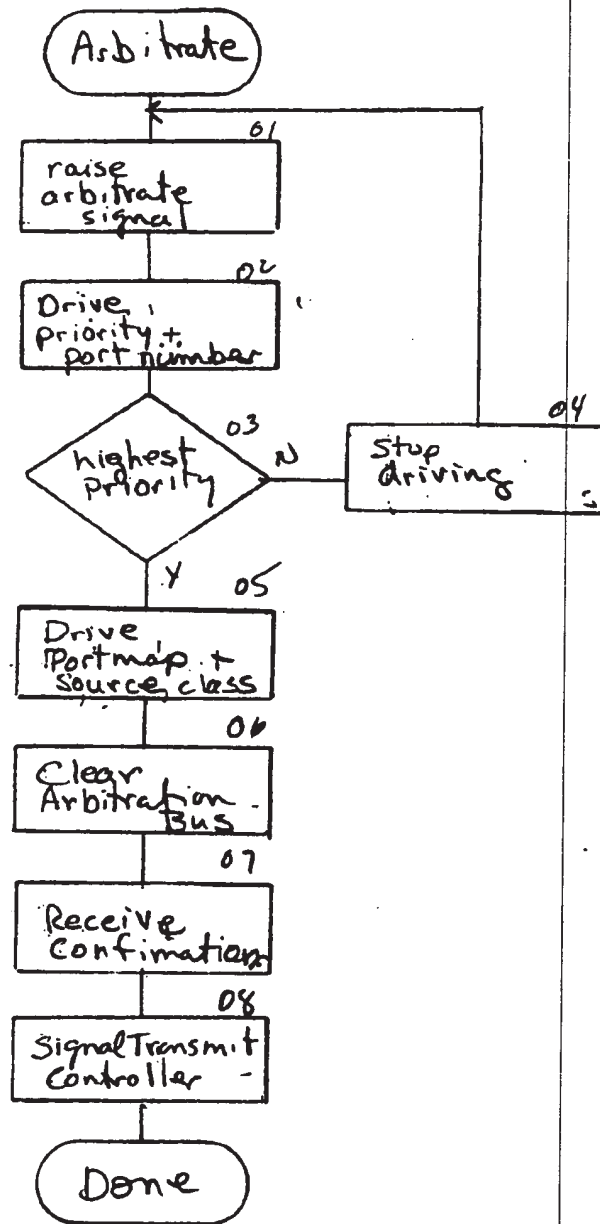 Arbitrate
01
raise
arbitrate
signal
02
Drive
priority +
port number
03
highest
priority
N
04
Stop
driving
Y
05
Drive
Portmap +
source class
06
Clear
Arbitration
Bus
07
Receive
Confimation
08
Signal Transmit
Controller
Done